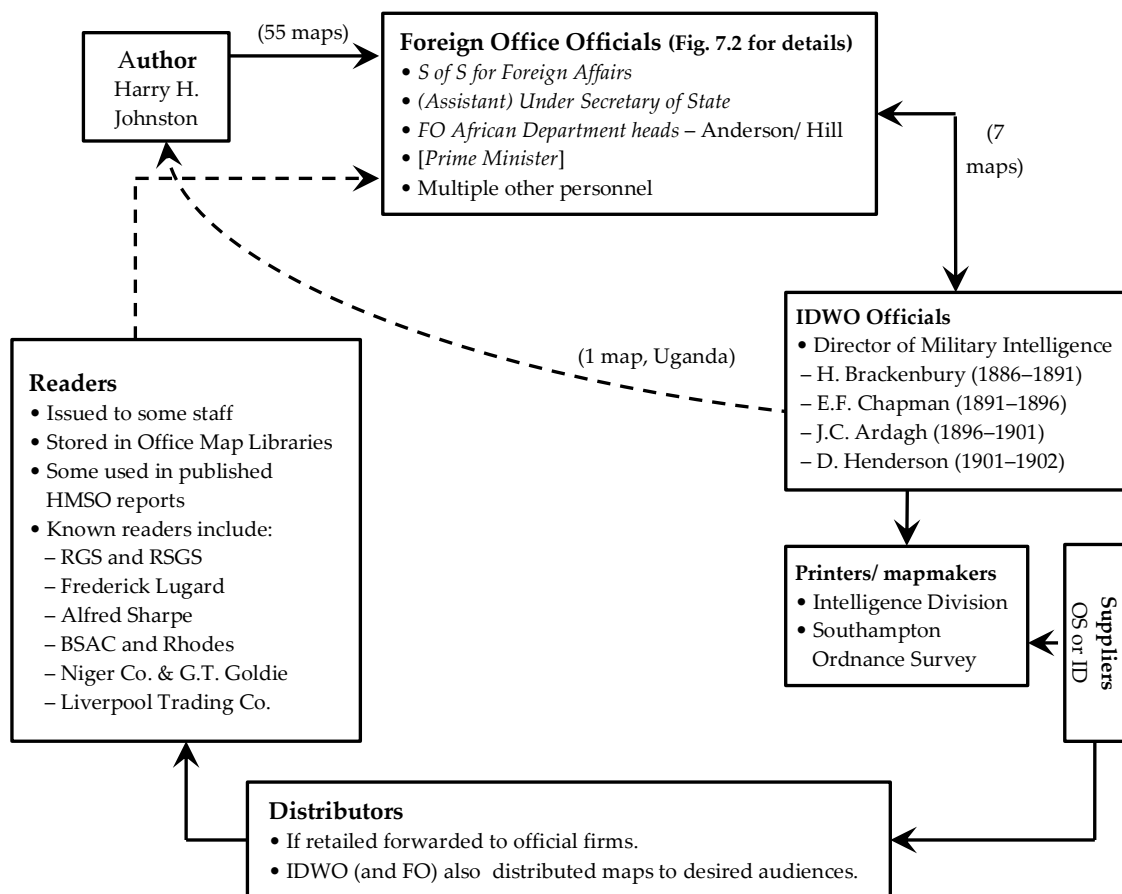 Author
Harry H.
Johnston
(55 maps)
Foreign Office Officials (Fig. 7.2 for details)
• S of S for Foreign Affairs
• (Assistant) Under Secretary of State
• FO African Department heads – Anderson/ Hill
• [Prime Minister]
• Multiple other personnel
(7
maps)
IDWO Officials
• Director of Military Intelligence
– H. Brackenbury (1886–1891)
– E.F. Chapman (1891–1896)
– J.C. Ardagh (1896–1901)
– D. Henderson (1901–1902)
(1 map, Uganda)
Readers
• Issued to some staff
• Stored in Office Map Libraries
• Some used in published
HMSO reports
• Known readers include:
– RGS and RSGS
– Frederick Lugard
– Alfred Sharpe
– BSAC and Rhodes
– Niger Co. & G.T. Goldie
– Liverpool Trading Co.
Printers/ mapmakers
• Intelligence Division
• Southampton
Ordnance Survey
Suppliers
OS or ID
Distributors
• If retailed forwarded to official firms.
• IDWO (and FO) also distributed maps to desired audiences.